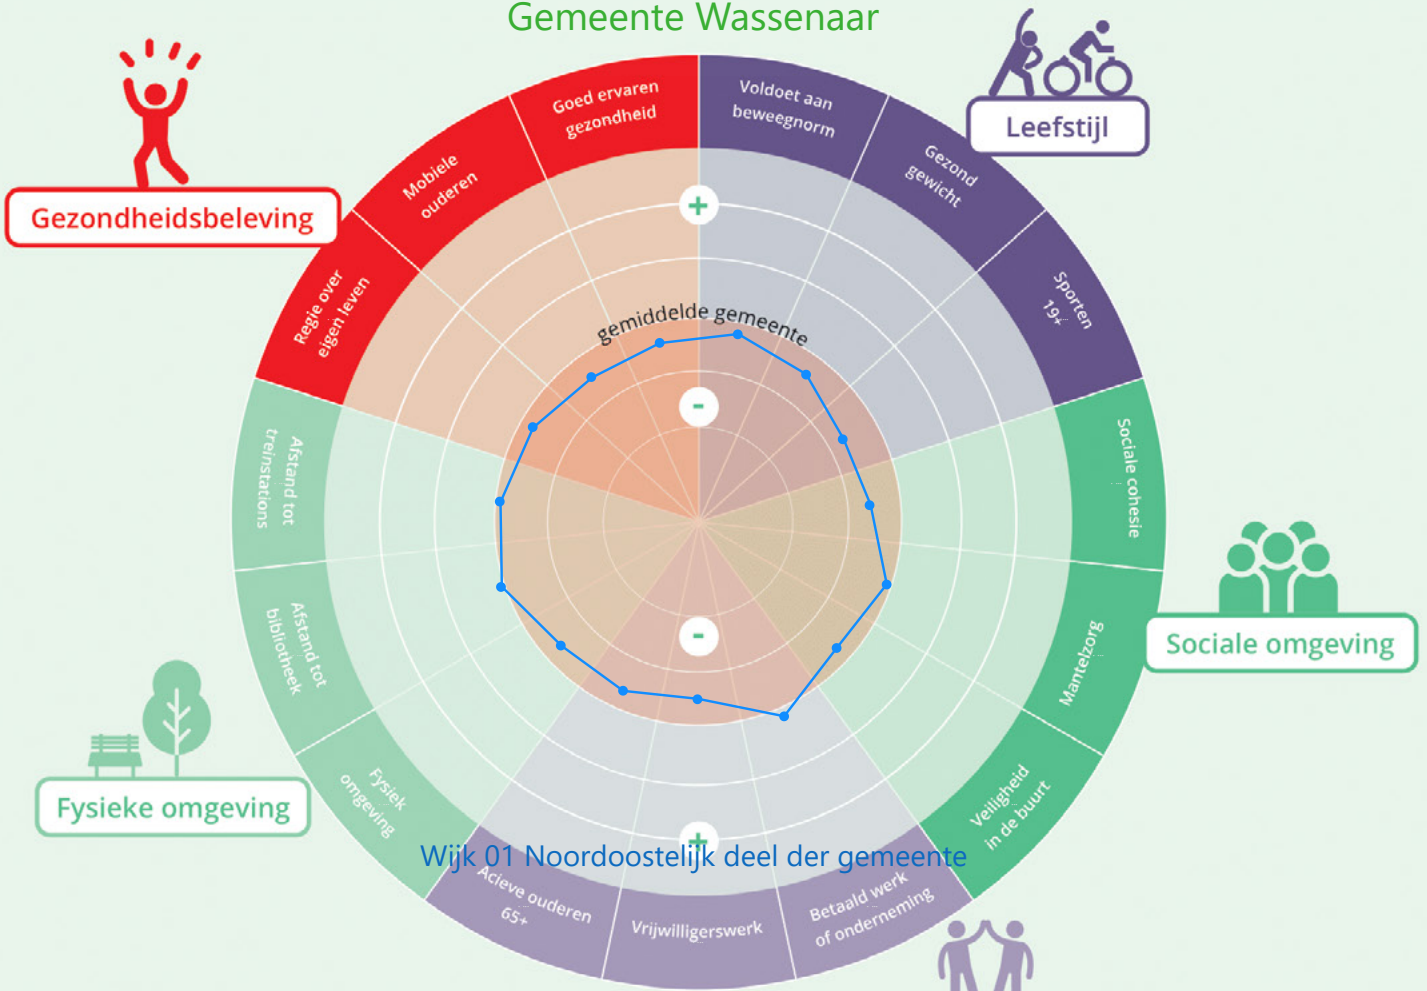 Gemeente Wassenaar
Leefstijl
Voldoet aan
beweegnorm
Gezond
gewicht
Sporten
19+
Sociale omgeving
Sociale cohesie
Mantelzorg
Veiligheid
in de buurt
Betaald werk
of onderneming
Vrijwilligerswerk
Acieve ouderen
65+
Fysieke omgeving
Fysiek
omgeving
Afstand tot
bibliotheek
Afstand tot
treinstations
Gezondheidsbeleving
Regie over
eigen leven
Mobiele
ouderen
Goed ervaren
gezondheid
+
gemiddelde gemeente
-
-
+
Wijk 01 Noordoostelijk deel der gemeente